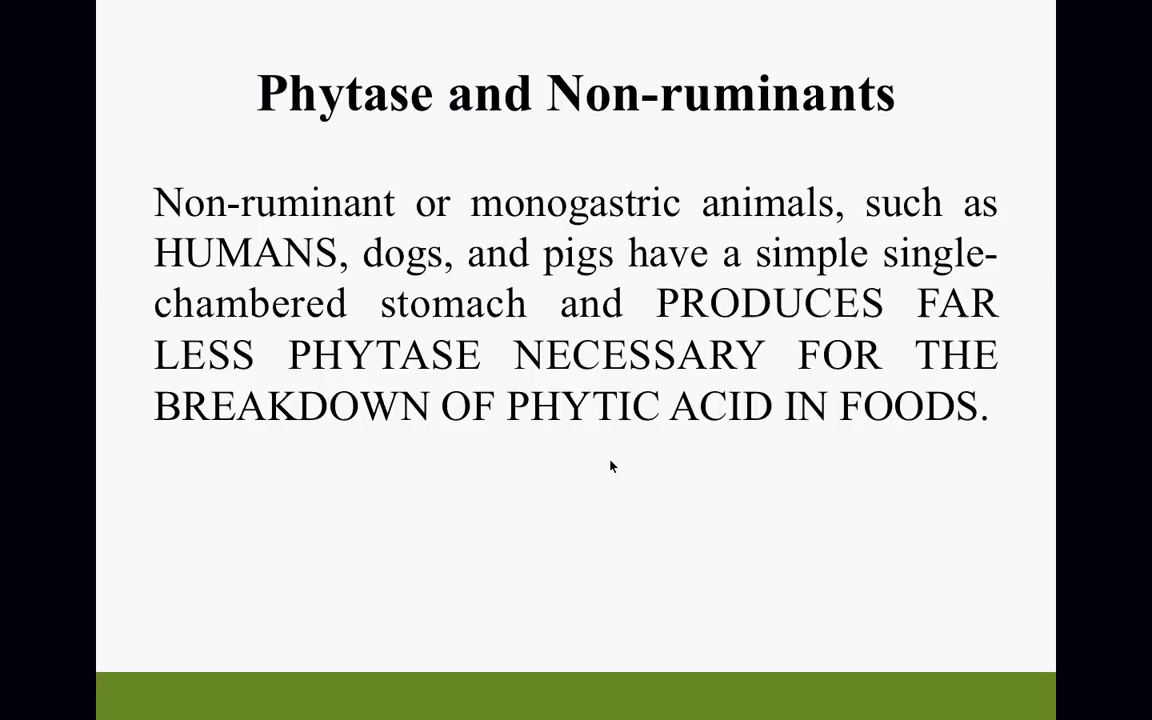 Phytase and Non-ruminants
Non-ruminant or monogastric animals, such as
HUMANS, dogs, and pigs have a simple single-
chambered stomach and PRODUCES FAR
LESS PHYTASE NECESSARY FOR THE
BREAKDOWN OF PHYTIC ACID IN FOODS.